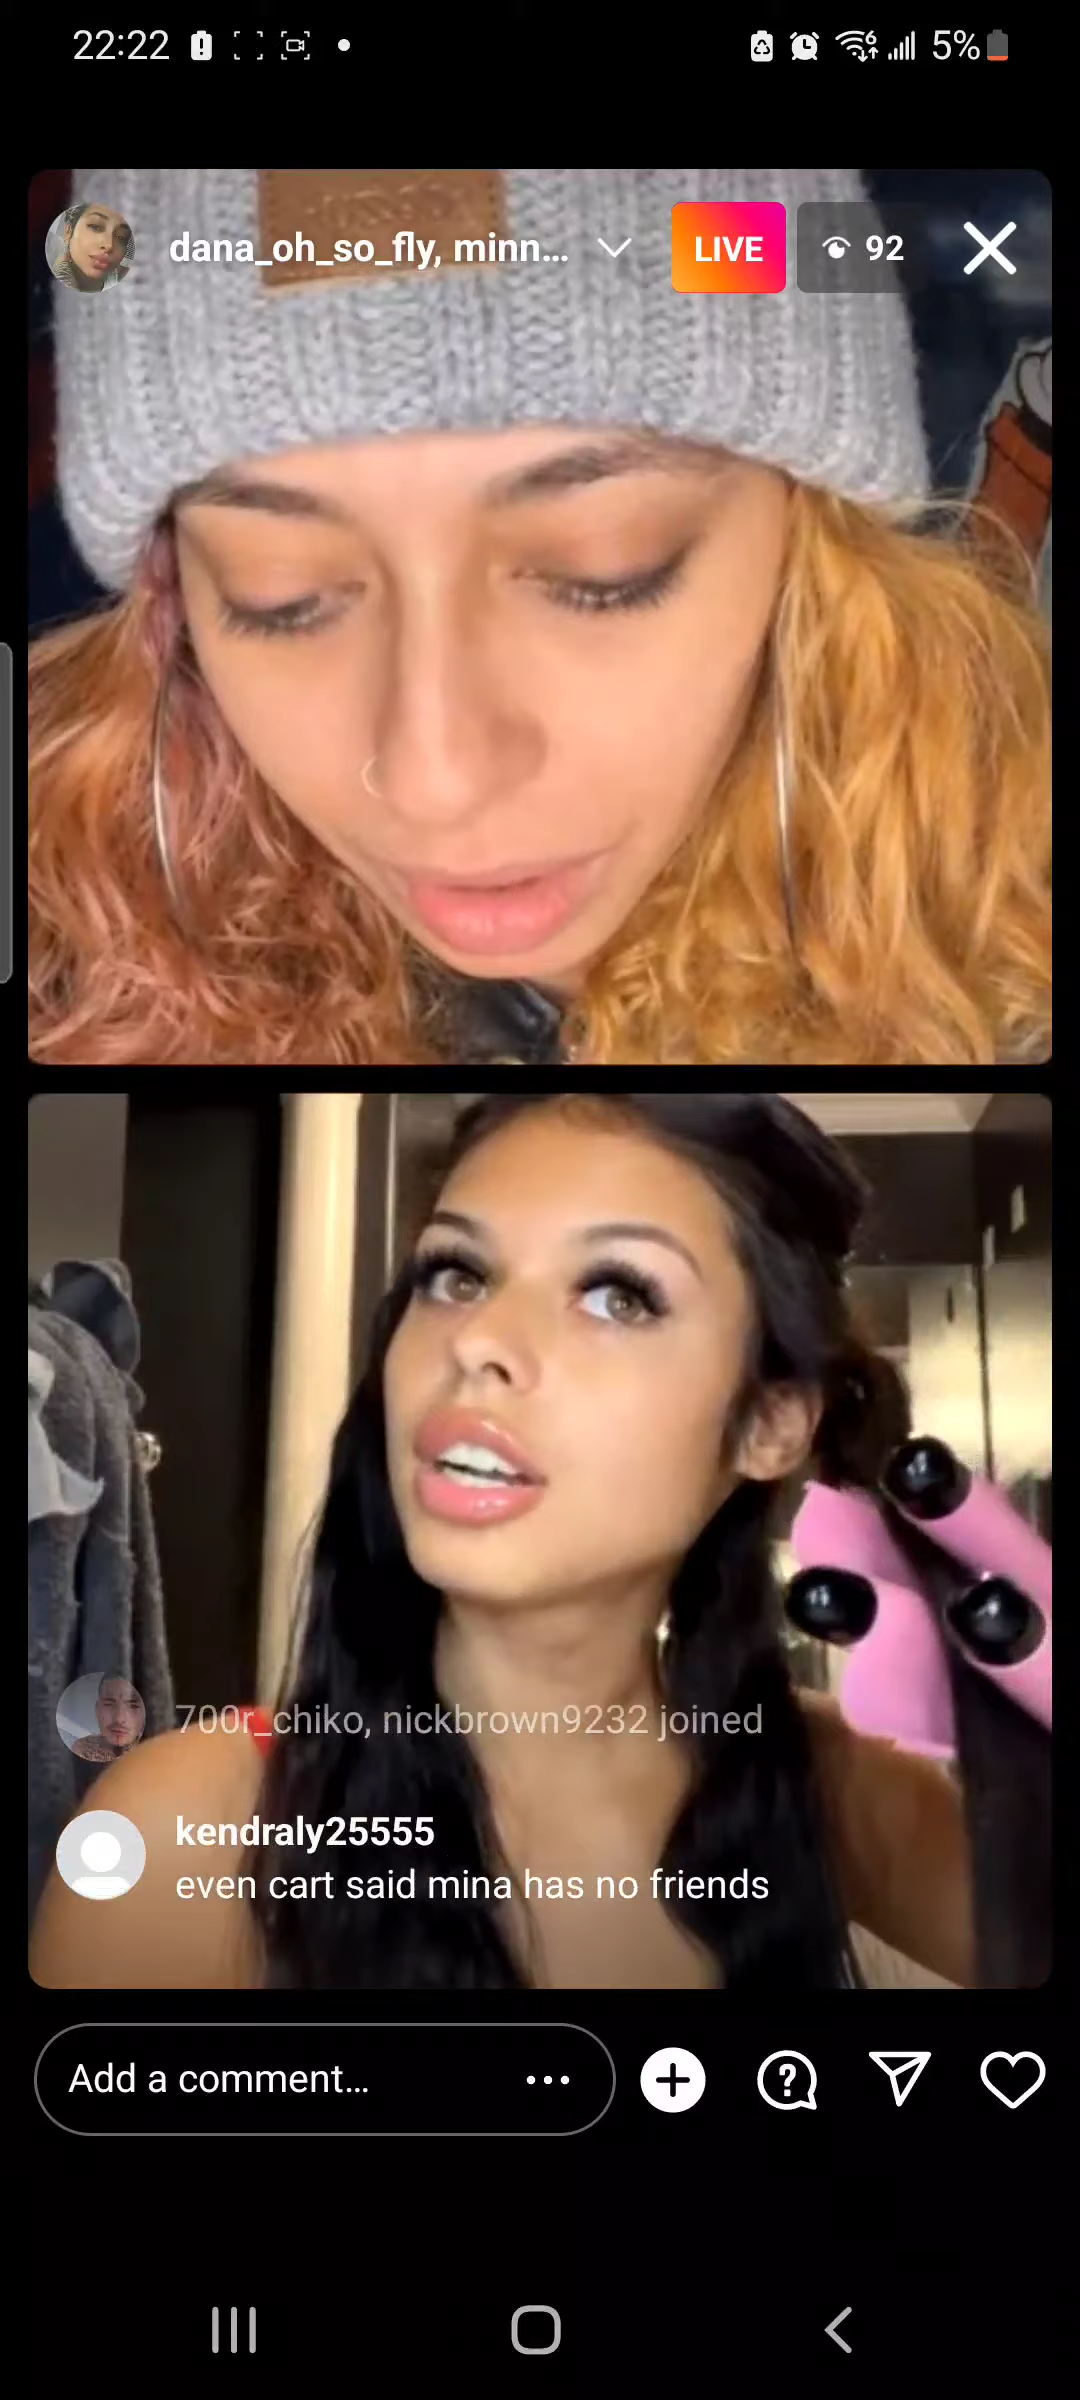 22:22 5%
dana_oh_so_fly, minn... LIVE 92
700r_chiko, nickbrown9232 joined
kendraly25555
even cart said mina has no friends
Add a comment...